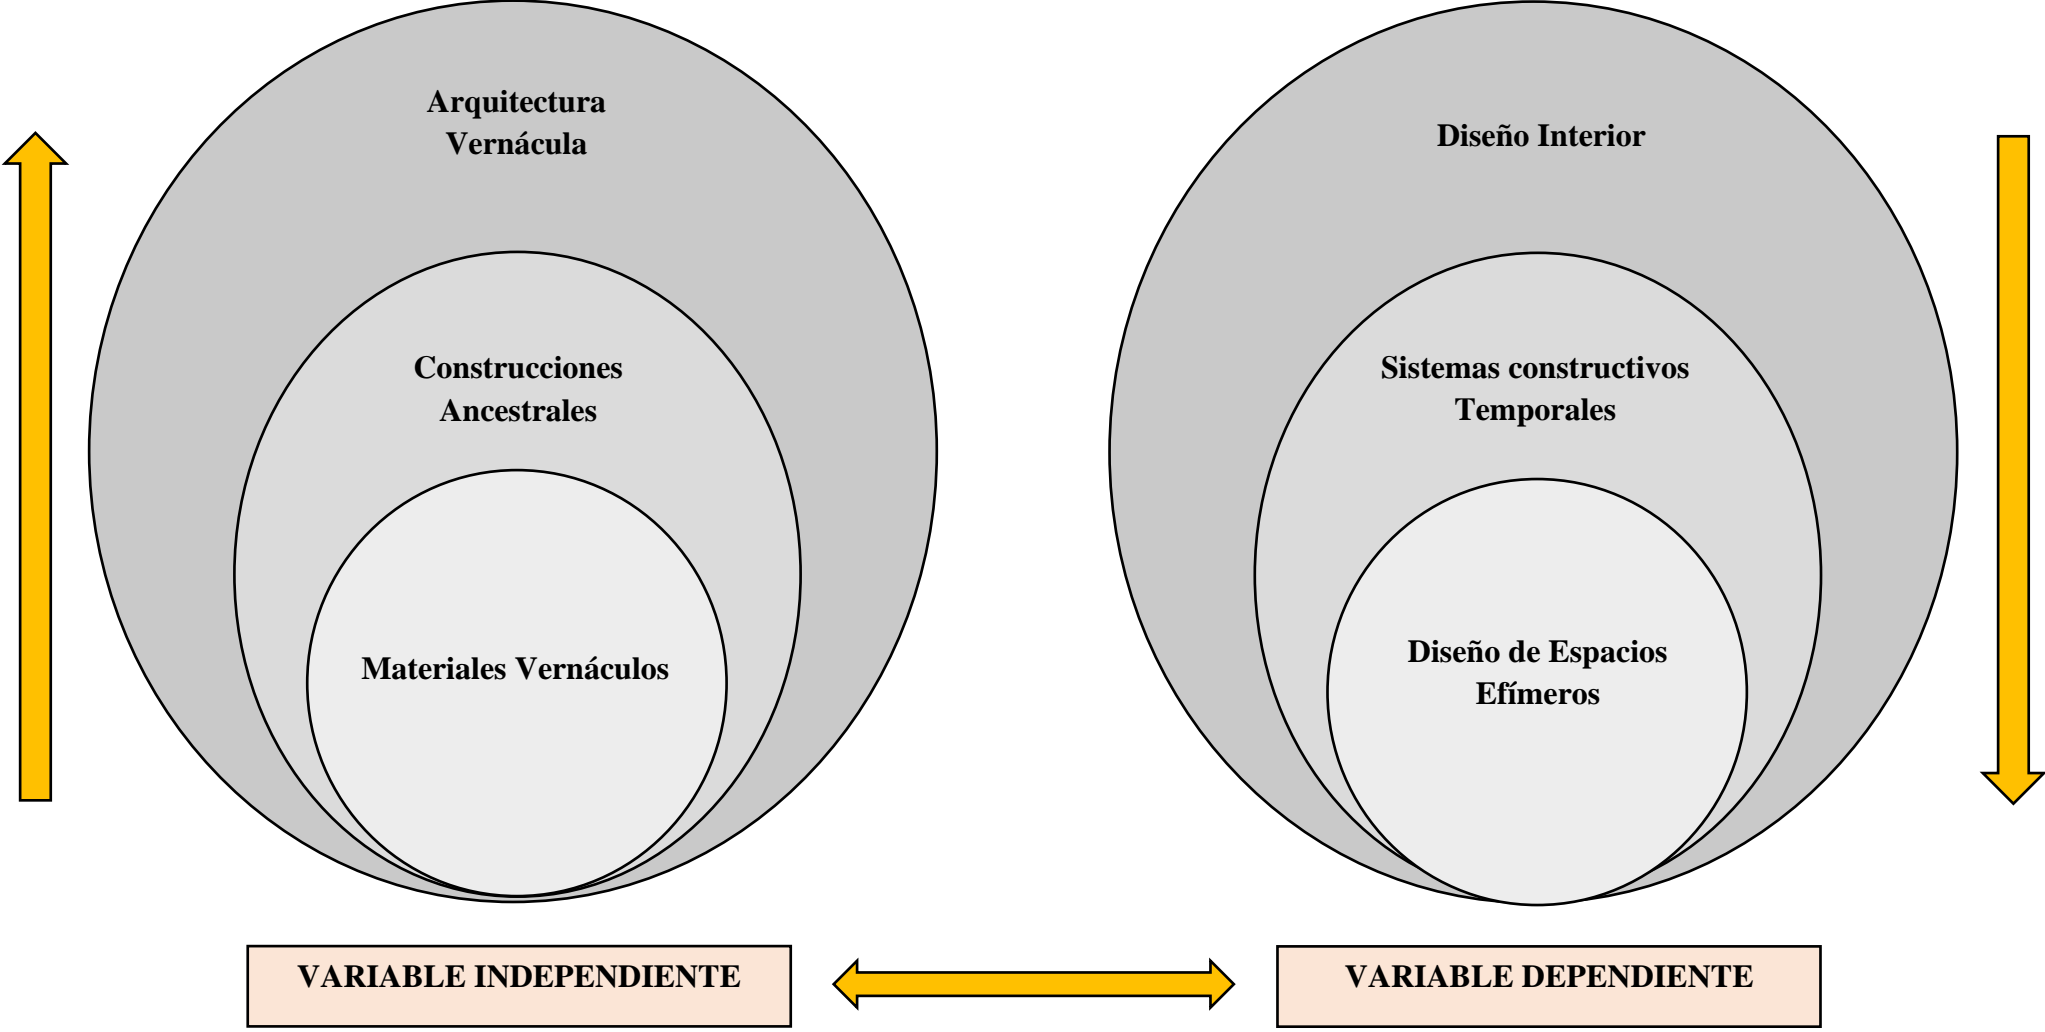 Arquitectura
Vernácula
Construcciones
Ancestrales
Materiales Vernáculos
Diseño Interior
Sistemas constructivos
Temporales
Diseño de Espacios
Efímeros
VARIABLE INDEPENDIENTE
VARIABLE DEPENDIENTE